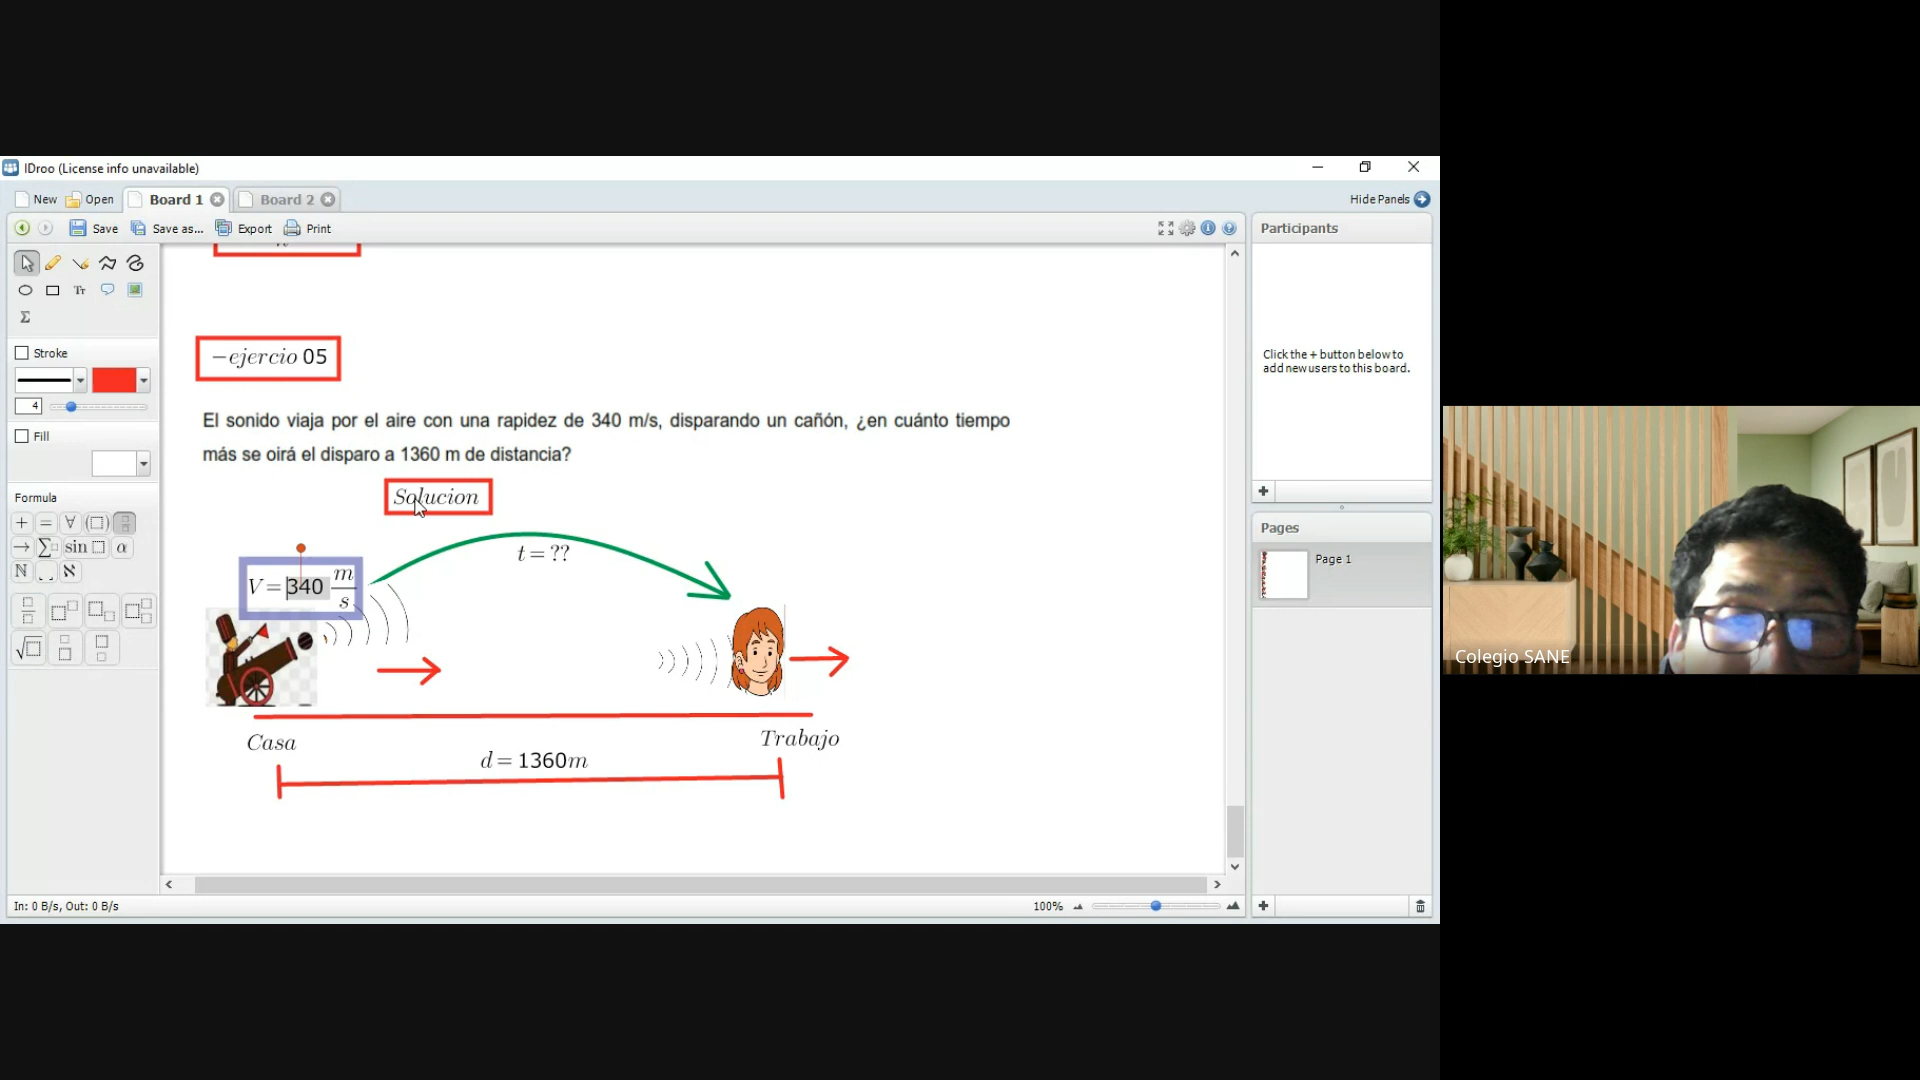 IDroo (License info unavailable)
New Open Board 1 Board 2 Hide Panels
Save Save as... Export Print
Participants
Click the + button below to
add new users to this board.
Tr
Σ
Stroke
4
Fill
Formula
+ = ∀
→ Σ sin α
ℕ ℵ
−ejercio 05
El sonido viaja por el aire con una rapidez de 340 m/s, disparando un cañón, ¿en cuánto tiempo
más se oirá el disparo a 1360 m de distancia?
Solucion
t = ??
V = 340 m/s
Casa
Trabajo
d = 1360m
Pages
Page 1
In: 0 B/s, Out: 0 B/s
100%
Colegio SANE